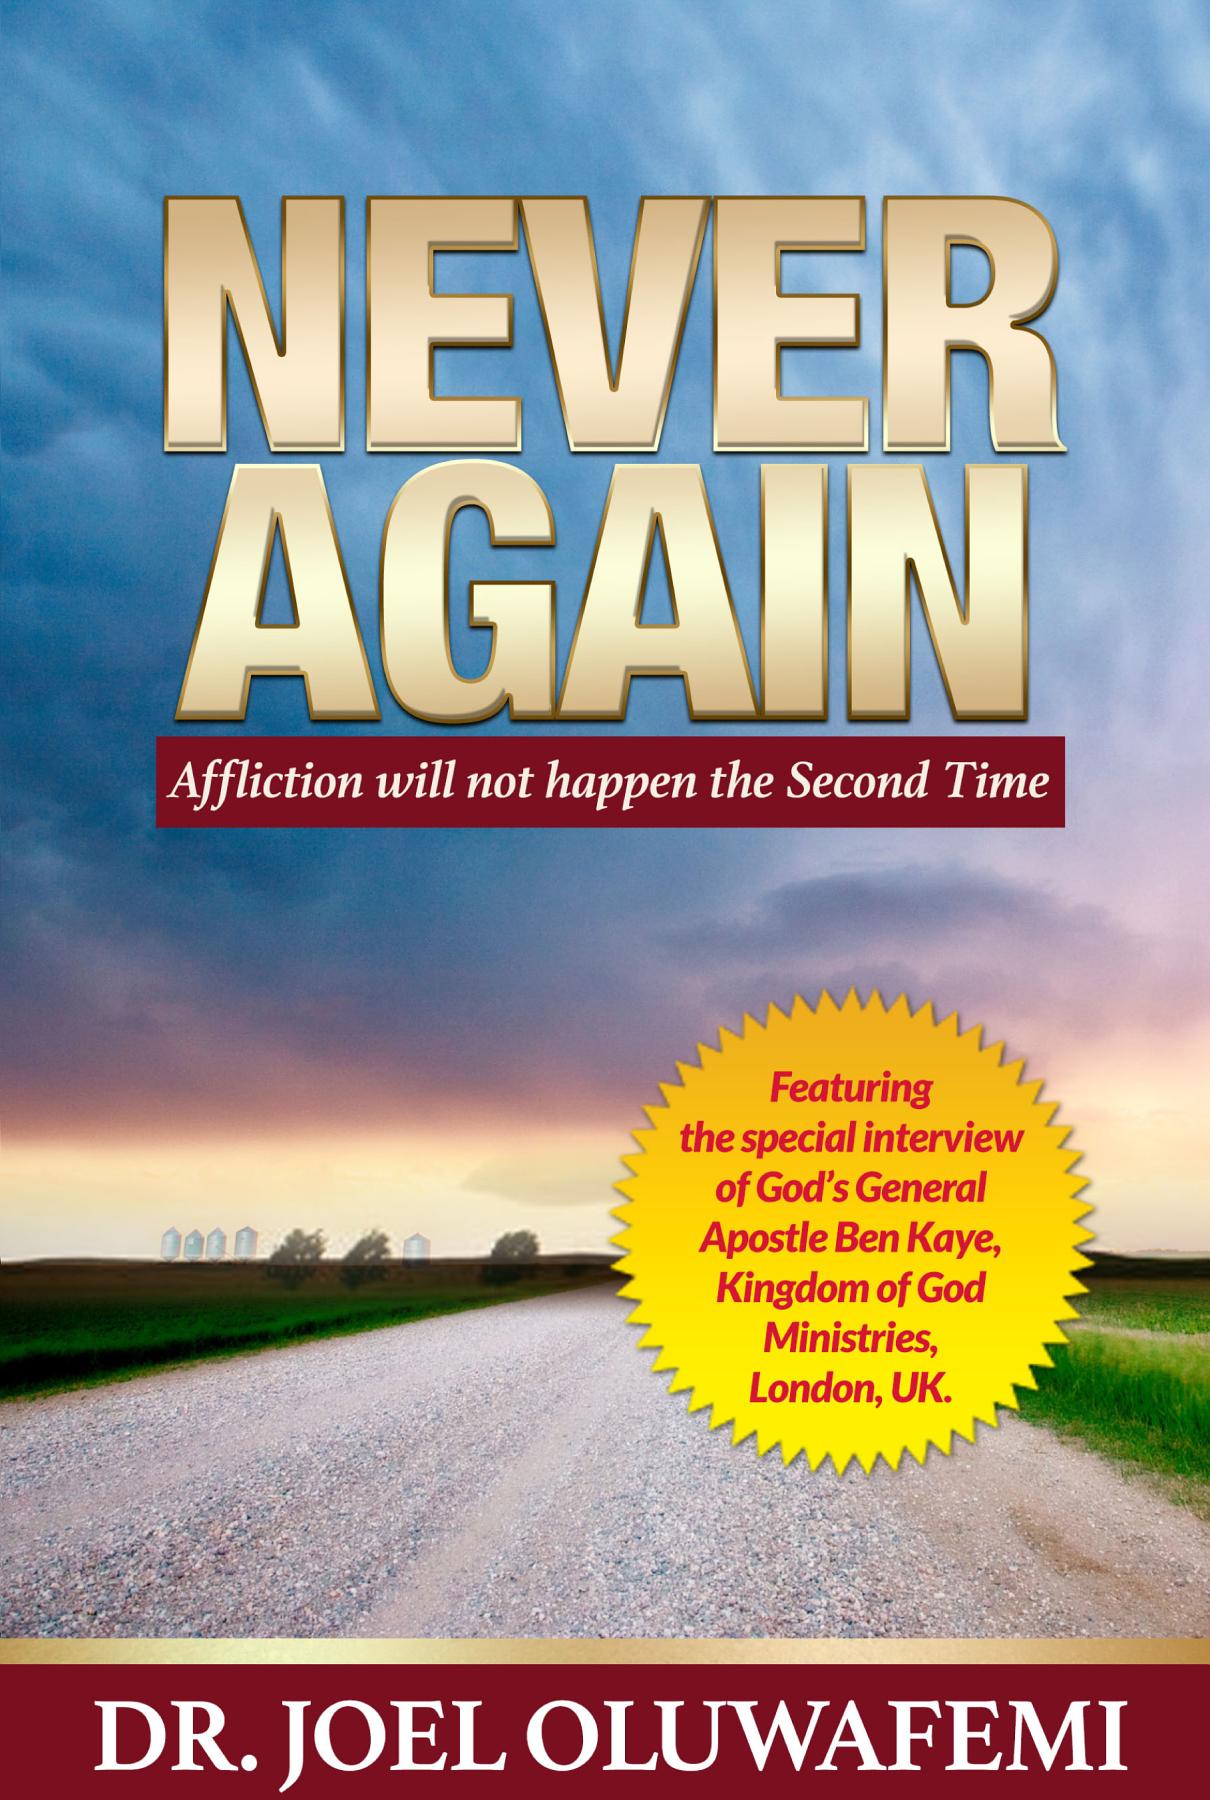 NEVER
AGAIN
Affliction will not happen the Second Time
Featuring
the special interview
of God's General
Apostle Ben Kaye,
Kingdom of God
Ministries,
London, UK.
DR. JOEL OLUWAFEMI